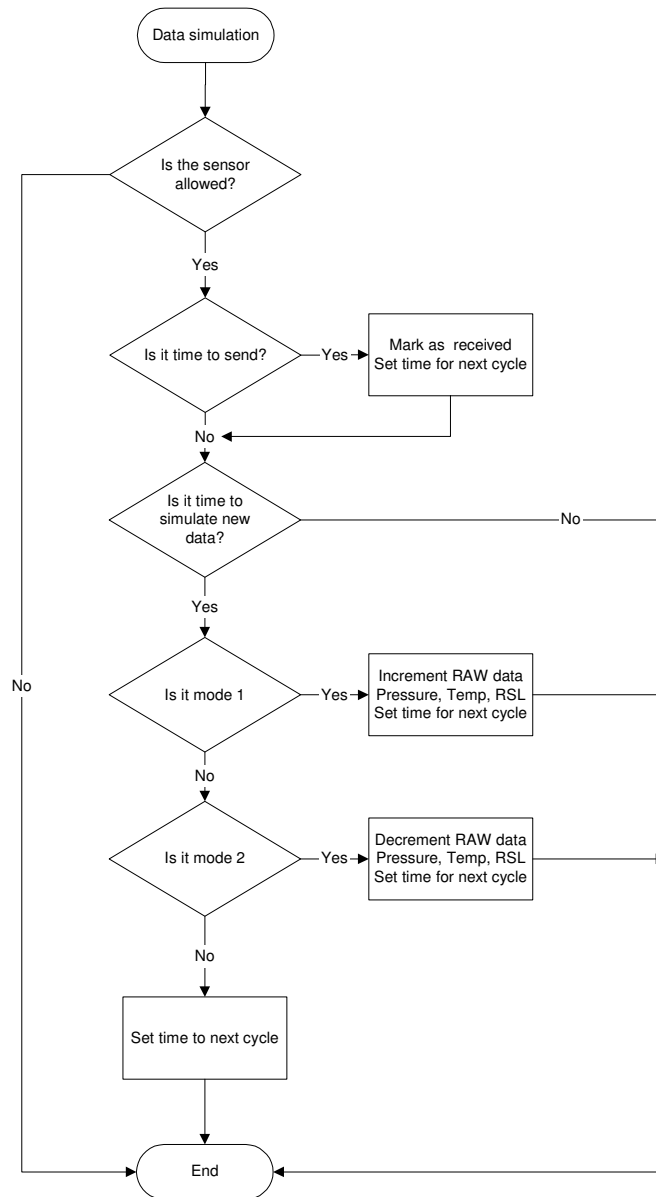 Data simulation
Is the sensor
allowed?
Yes
Is it time to send?
Yes
Mark as received
Set time for next cycle
No
Is it time to
simulate new
data?
No
Yes
No
Is it mode 1
Yes
Increment RAW data
Pressure, Temp, RSL
Set time for next cycle
No
Is it mode 2
Yes
Decrement RAW data
Pressure, Temp, RSL
Set time for next cycle
No
Set time to next cycle
End